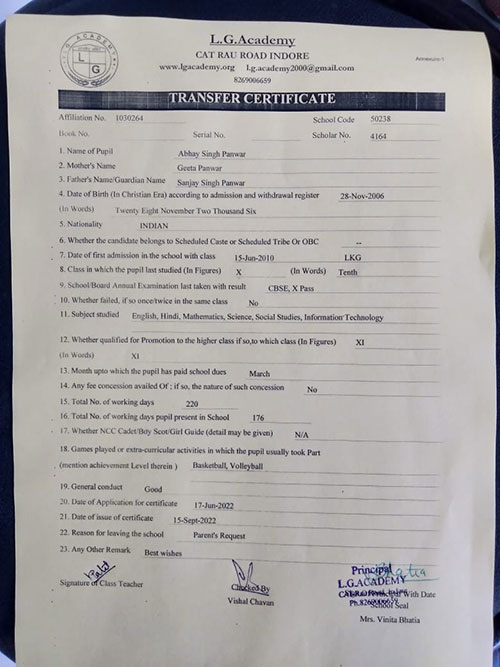 L.G. ACADEMY
L G
L.G.Academy
CAT RAU ROAD INDORE
www.lgacademy.org l.g.academy2000@gmail.com
8269006659
Annexure-1
TRANSFER CERTIFICATE
Affiliation No. 1030264 School Code 50238
Book No. Serial No. Scholar No. 4164
1. Name of Pupil Abhay Singh Panwar
2. Mother's Name Geeta Panwar
3. Father's Name/Guardian Name Sanjay Singh Panwar
4. Date of Birth (In Christian Era) according to admission and withdrawal register 28-Nov-2006
(In Words) Twenty Eight November Two Thousand Six
5. Nationality INDIAN
6. Whether the candidate belongs to Scheduled Caste or Scheduled Tribe Or OBC --
7. Date of first admission in the school with class 15-Jun-2010 LKG
8. Class in which the pupil last studied (In Figures) X (In Words) Tenth
9. School/Board Annual Examination last taken with result CBSE, X Pass
10. Whether failed, if so once/twice in the same class No
11. Subject studied English, Hindi, Mathematics, Science, Social Studies, Information Technology
12. Whether qualified for Promotion to the higher class if so,to which class (In Figures) XI
(In Words) XI
13. Month upto which the pupil has paid school dues March
14. Any fee concession availed Of ; if so, the nature of such concession No
15. Total No. of working days 220
16. Total No. of working days pupil present in School 176
17. Whether NCC Cadet/Boy Scot/Girl Guide (detail may be given) N/A
18. Games played or extra-curricular activities in which the pupil usually took Part
(mention achievement Level therein ) Basketball, Volleyball
19. General conduct Good
20. Date of Application for certificate 17-Jun-2022
21. Date of issue of certificate 15-Sept-2022
22. Reason for leaving the school Parent's Request
23. Any Other Remark Best wishes
Signature of Class Teacher
Checked By
Vishal Chavan
Principal
L.G.ACADEMY
With Date
School Seal
Mrs. Vinita Bhatia